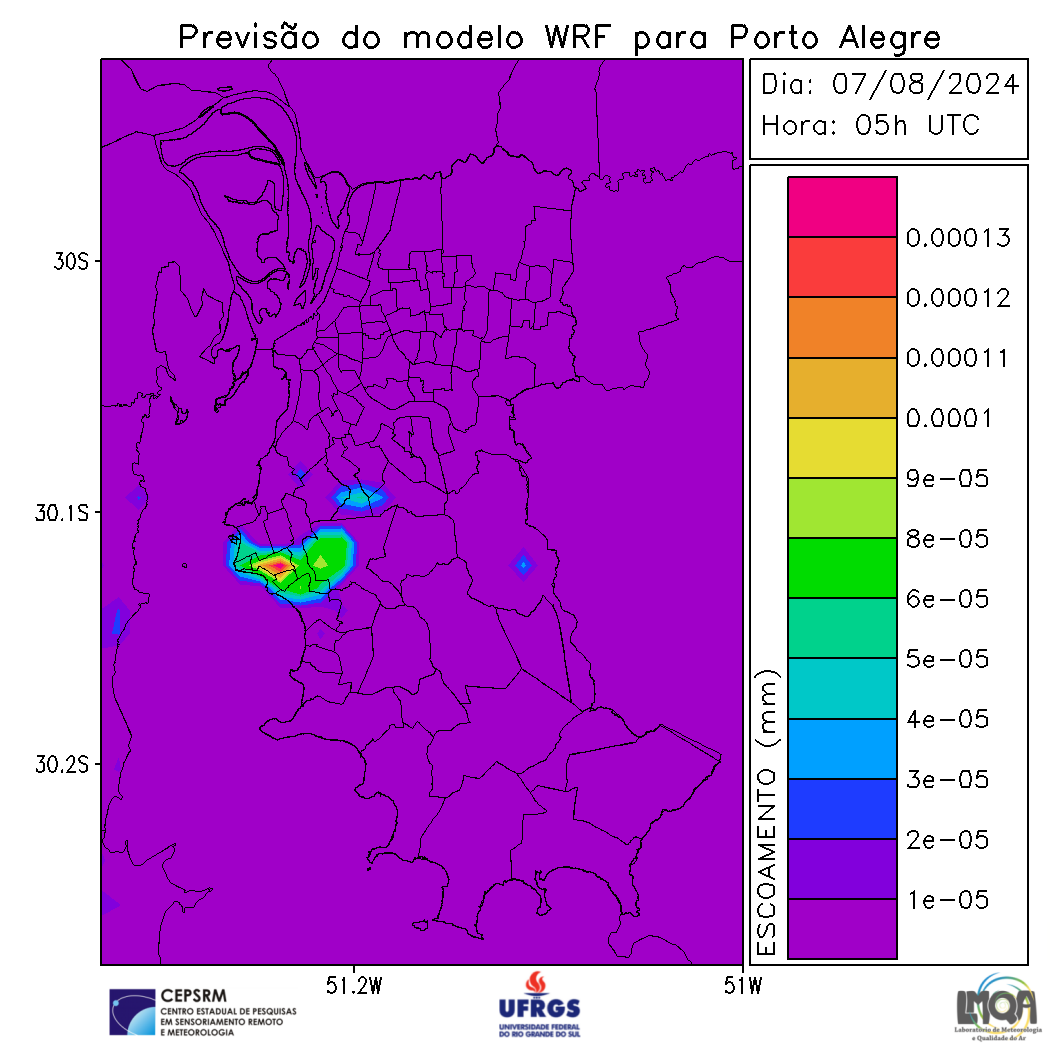 Previsão do modelo WRF para Porto Alegre
Dia: 07/08/2024
Hora: 05h UTC
30S
30.1S
30.2S
51.2W
51W
0.00013
0.00012
0.00011
0.0001
9e-05
8e-05
6e-05
5e-05
4e-05
3e-05
2e-05
1e-05
ESCOAMENTO (mm)
CEPSRM
CENTRO ESTADUAL DE PESQUISAS
EM SENSORIAMENTO REMOTO
E METEOROLOGIA
UFRGS
UNIVERSIDADE FEDERAL
DO RIO GRANDE DO SUL
LMQA
Laboratório de Meteorologia
e Qualidade do Ar